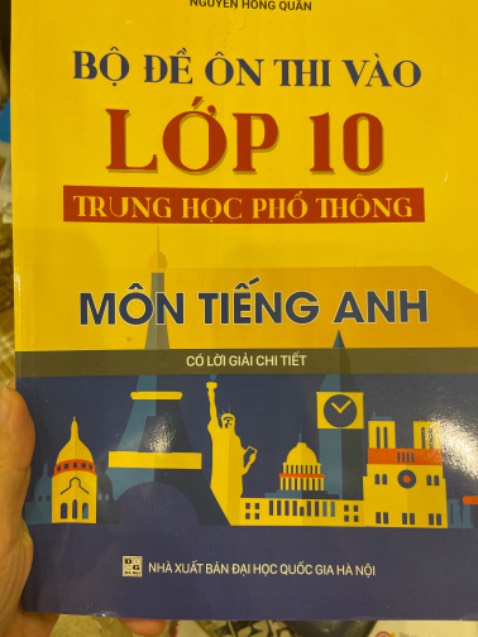 NGUYỄN HỒNG QUÂN
BỘ ĐỀ ÔN THI VÀO
LỚP 10
TRUNG HỌC PHỔ THÔNG
MÔN TIẾNG ANH
CÓ LỜI GIẢI CHI TIẾT
NHÀ XUẤT BẢN ĐẠI HỌC QUỐC GIA HÀ NỘI